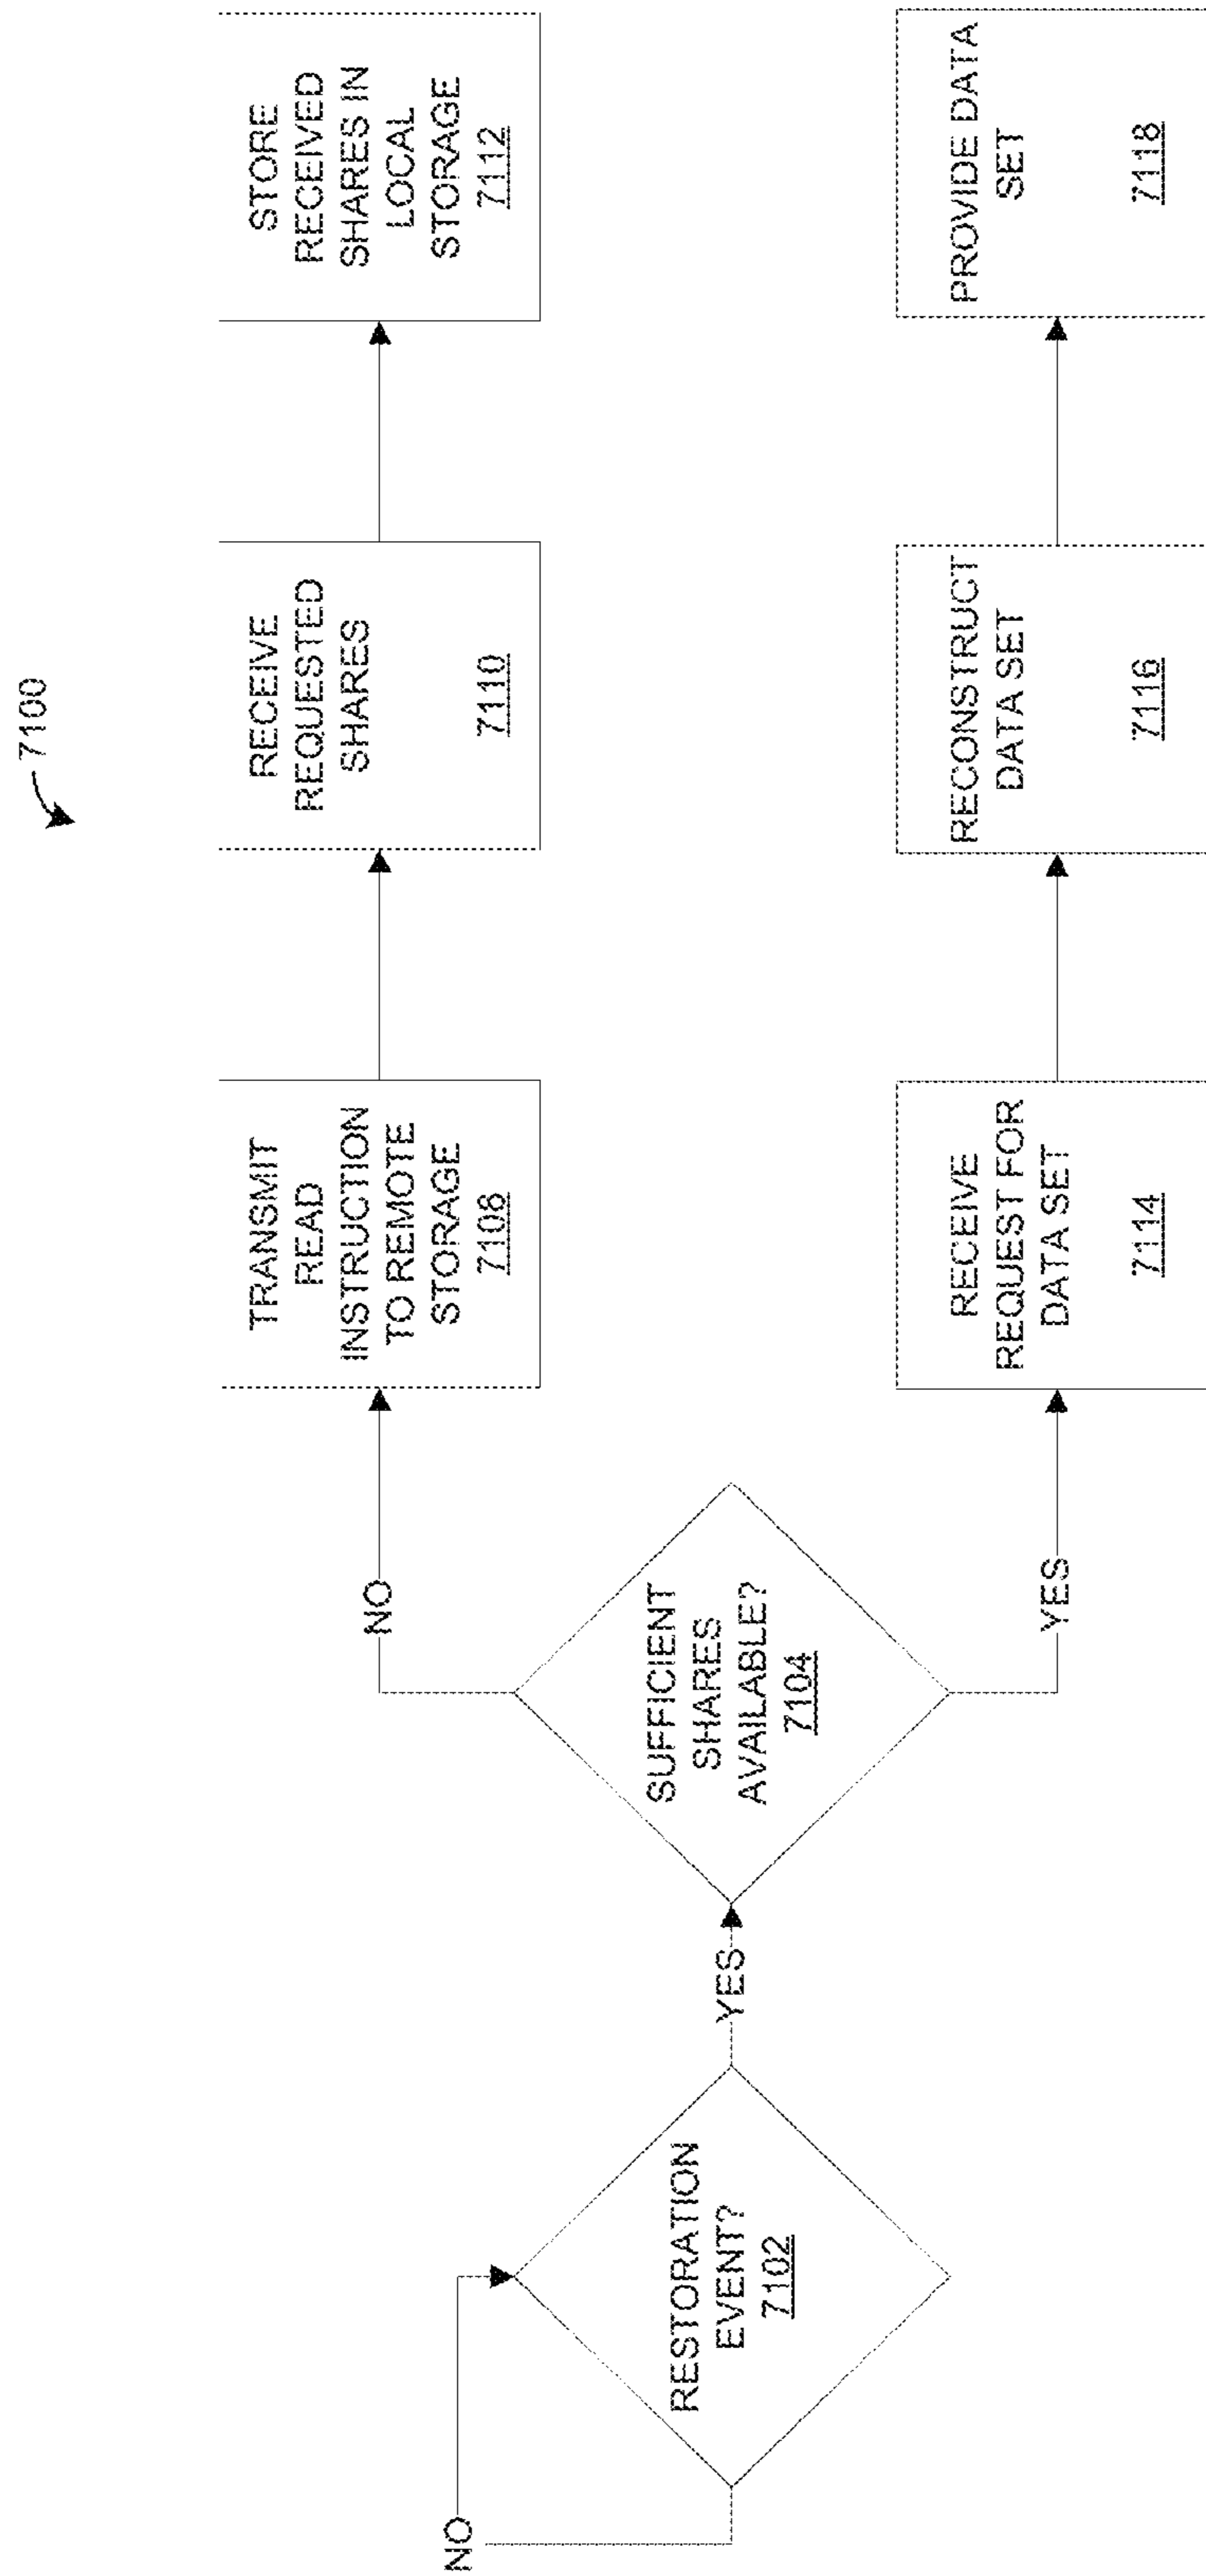 7100
NO
RESTORATION
EVENT?
7102
YES
SUFFICIENT
SHARES
AVAILABLE?
7104
NO
TRANSMIT
READ
INSTRUCTION
TO REMOTE
STORAGE
7108
RECEIVE
REQUESTED
SHARES
7110
STORE
RECEIVED
SHARES IN
LOCAL
STORAGE
7112
YES
RECEIVE
REQUEST FOR
DATA SET
7114
RECONSTRUCT
DATA SET
7116
PROVIDE DATA
SET
7118